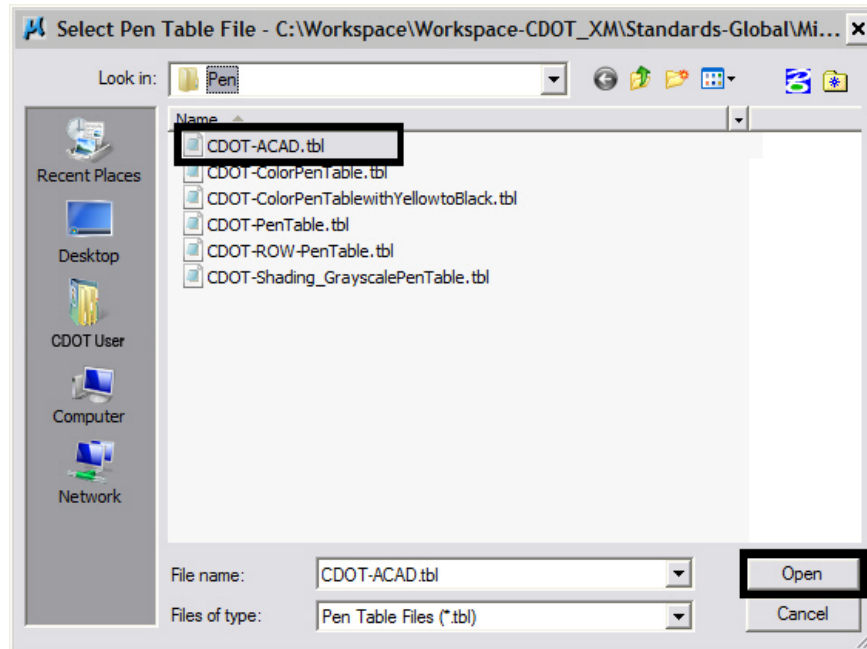 Select Pen Table File - C:\Workspace\Workspace-CDOT_XM\Standards-Global\Mi...
Look in: Pen
Name
CDOT-ACAD.tbl
CDOT-ColorPenTable.tbl
CDOT-ColorPenTablewithYellowtoBlack.tbl
CDOT-PenTable.tbl
CDOT-ROW-PenTable.tbl
CDOT-Shading_GrayscalePenTable.tbl
Recent Places
Desktop
CDOT User
Computer
Network
File name: CDOT-ACAD.tbl Open
Files of type: Pen Table Files (*.tbl) Cancel